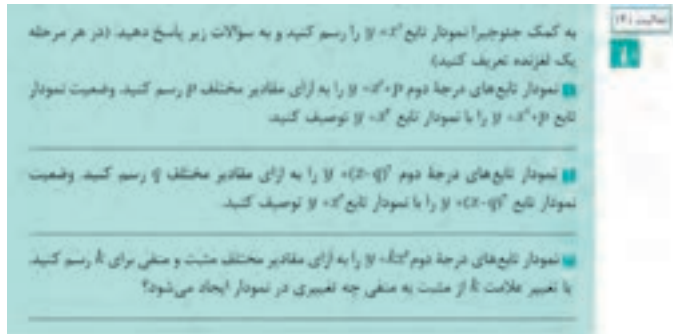 فعالیت (۴)
به کمک جئوجبرا نمودار تابع y = x² را رسم کنید و به سؤالات زیر پاسخ دهید. (در هر مرحله
یک لغزنده تعریف کنید)
نمودار تابع‌های درجهٔ دوم y = x²+p را به ازای مقادیر مختلف p رسم کنید. وضعیت نمودار
تابع y = x²+p را با نمودار تابع y = x² توصیف کنید.
نمودار تابع‌های درجهٔ دوم y = (x-q)² را به ازای مقادیر مختلف q رسم کنید. وضعیت
نمودار تابع y = (x-q)² را با نمودار تابع y = x² توصیف کنید.
نمودار تابع‌های درجهٔ دوم y = kx² را به ازای مقادیر مختلف مثبت و منفی برای k رسم کنید.
با تغییر علامت k از مثبت به منفی چه تغییری در نمودار ایجاد می‌شود؟